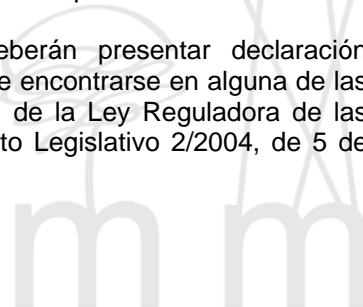 eberán presentar declaración
e encontrarse en alguna de las
de la Ley Reguladora de las
to Legislativo 2/2004, de 5 de